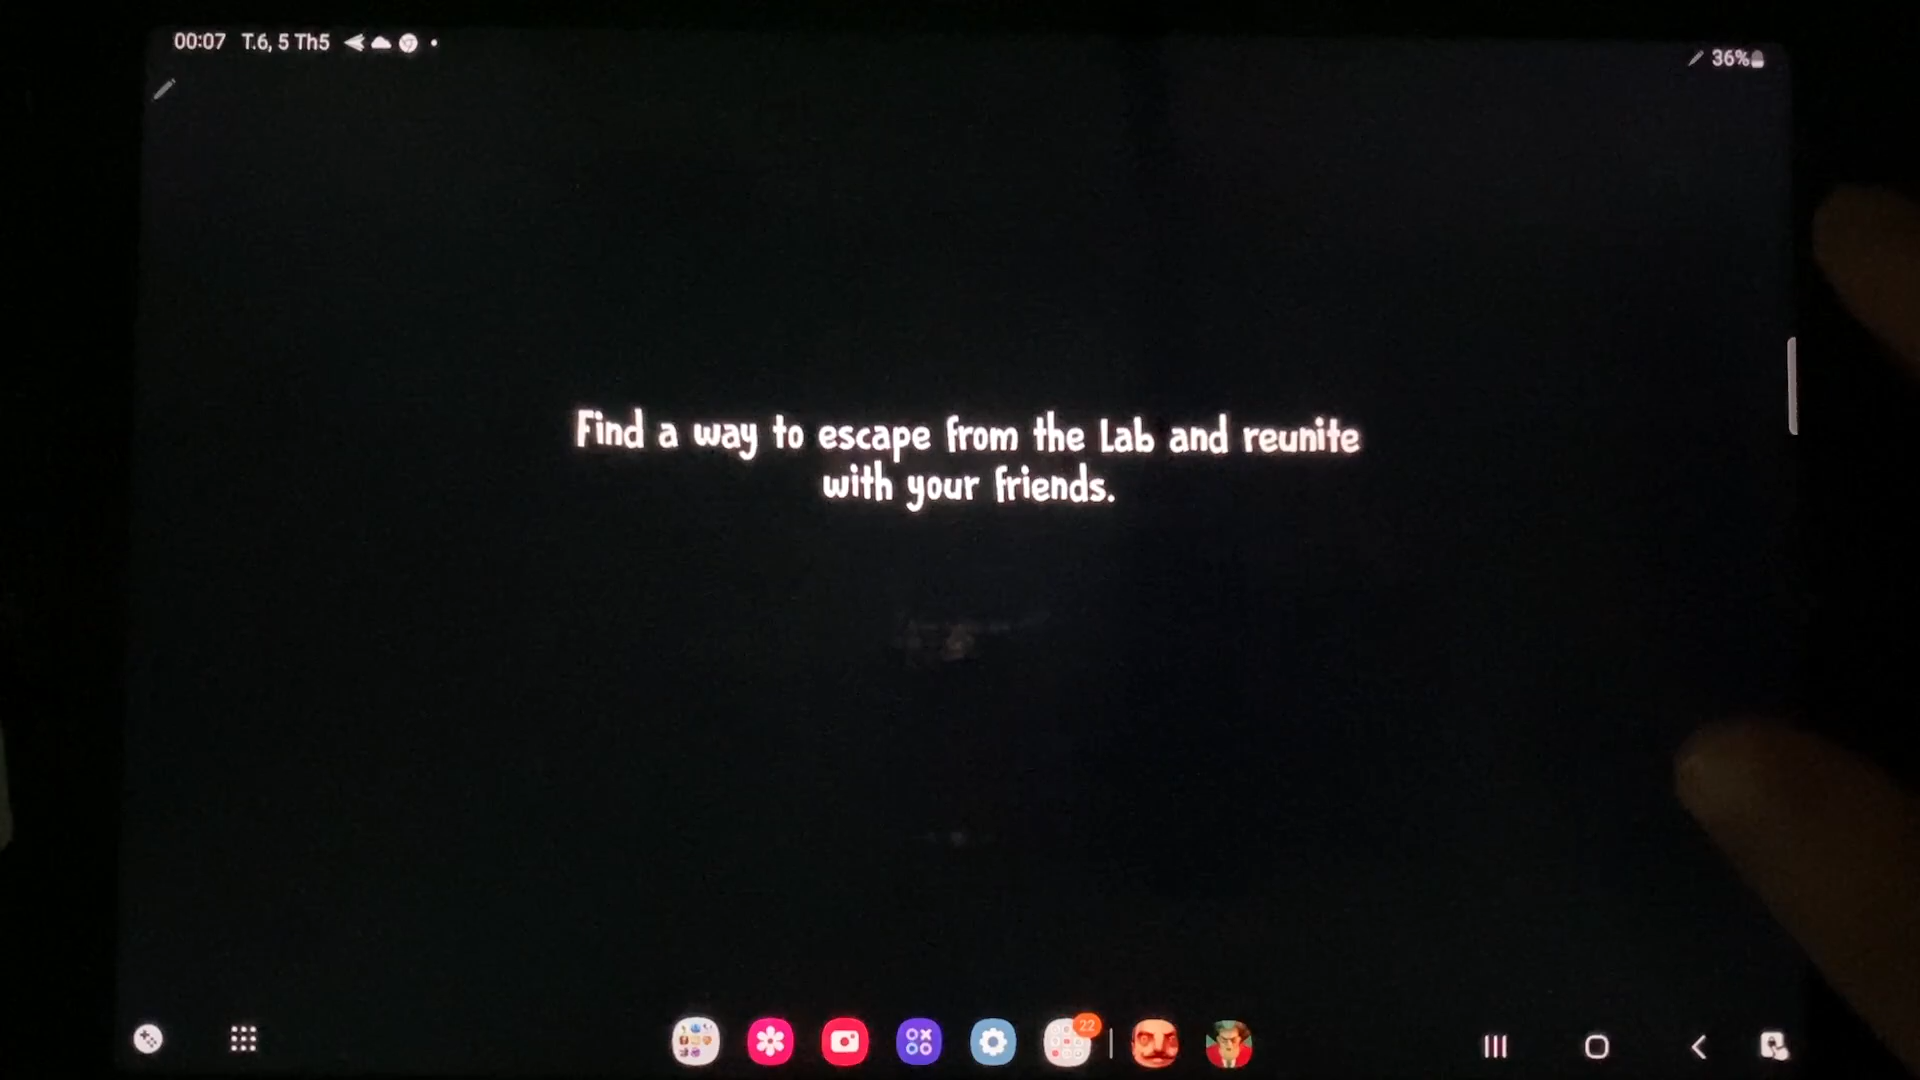 00:07 T.6, 5 Th5
36%
Find a way to escape from the Lab and reunite
with your friends.
22